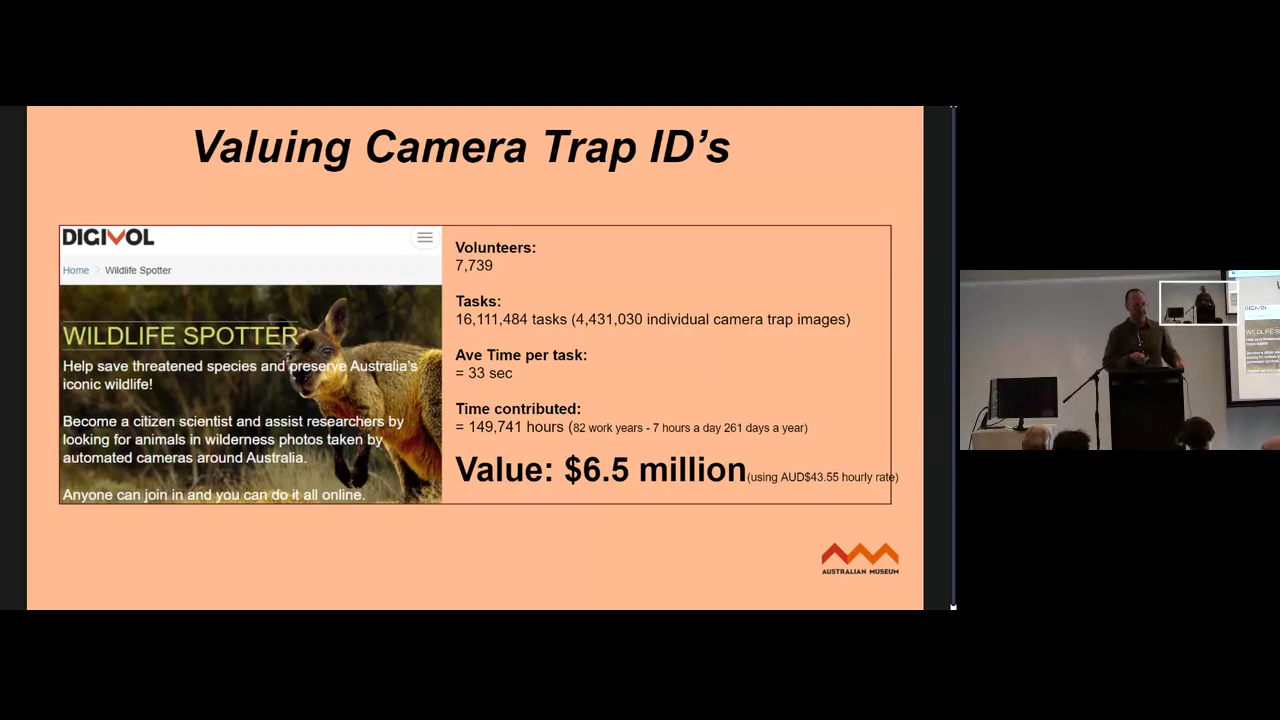 Valuing Camera Trap ID’s
DIGIVOL
Home > Wildlife Spotter
WILDLIFE SPOTTER
Help save threatened species and preserve Australia's
iconic wildlife!
Become a citizen scientist and assist researchers by
looking for animals in wilderness photos taken by
automated cameras around Australia.
Anyone can join in and you can do it all online.
Volunteers:
7,739
Tasks:
16,111,484 tasks (4,431,030 individual camera trap images)
Ave Time per task:
= 33 sec
Time contributed:
= 149,741 hours (82 work years - 7 hours a day 261 days a year)
Value: $6.5 million(using AUD$43.55 hourly rate)
AUSTRALIAN MUSEUM